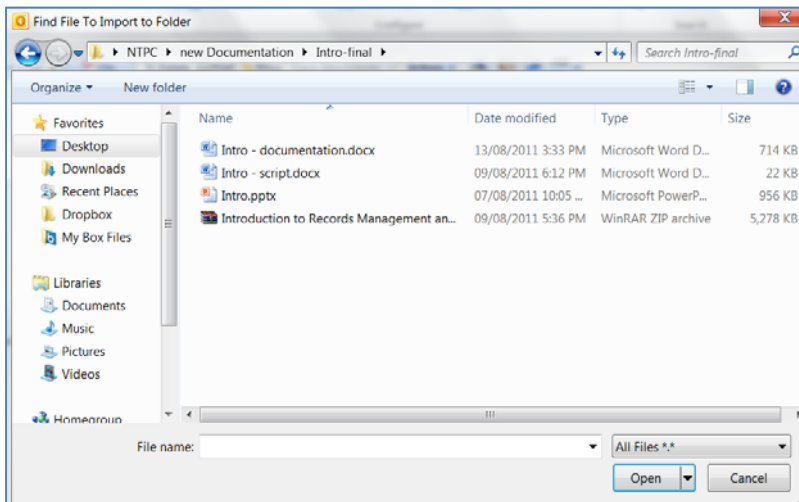 Find File To Import to Folder
NTPC new Documentation Intro-final
Search Intro-final
Organize New folder
Name Date modified Type Size
Favorites
Desktop
Downloads
Recent Places
Dropbox
My Box Files
Libraries
Documents
Music
Pictures
Videos
Homegroup
Intro - documentation.docx 13/08/2011 3:33 PM Microsoft Word D... 714 KB
Intro - script.docx 09/08/2011 6:12 PM Microsoft Word D... 22 KB
Intro.pptx 07/08/2011 10:05 ... Microsoft PowerP... 956 KB
Introduction to Records Management an... 09/08/2011 5:36 PM WinRAR ZIP archive 5,278 KB
File name: All Files *.*
Open Cancel